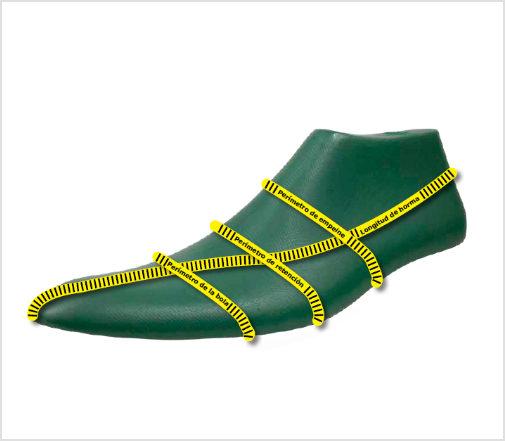 Perímetro de empeine
Longitud de horma
Perímetro de retención
Perímetro de la bola